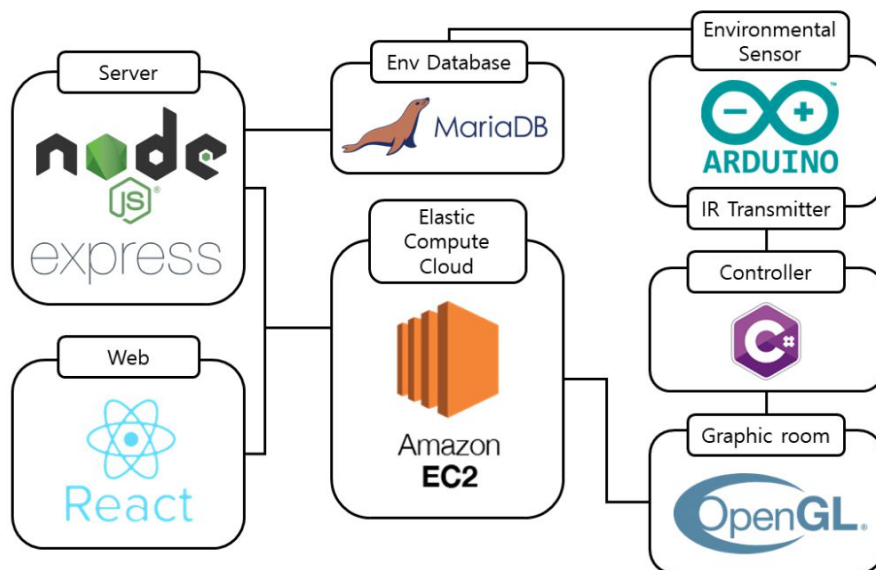 Server
node
JS®
express
Web
React
Env Database
MariaDB
Elastic
Compute
Cloud
Amazon
EC2
Environmental
Sensor
™
ARDUINO
IR Transmitter
Controller
C#
Graphic room
OpenGL®